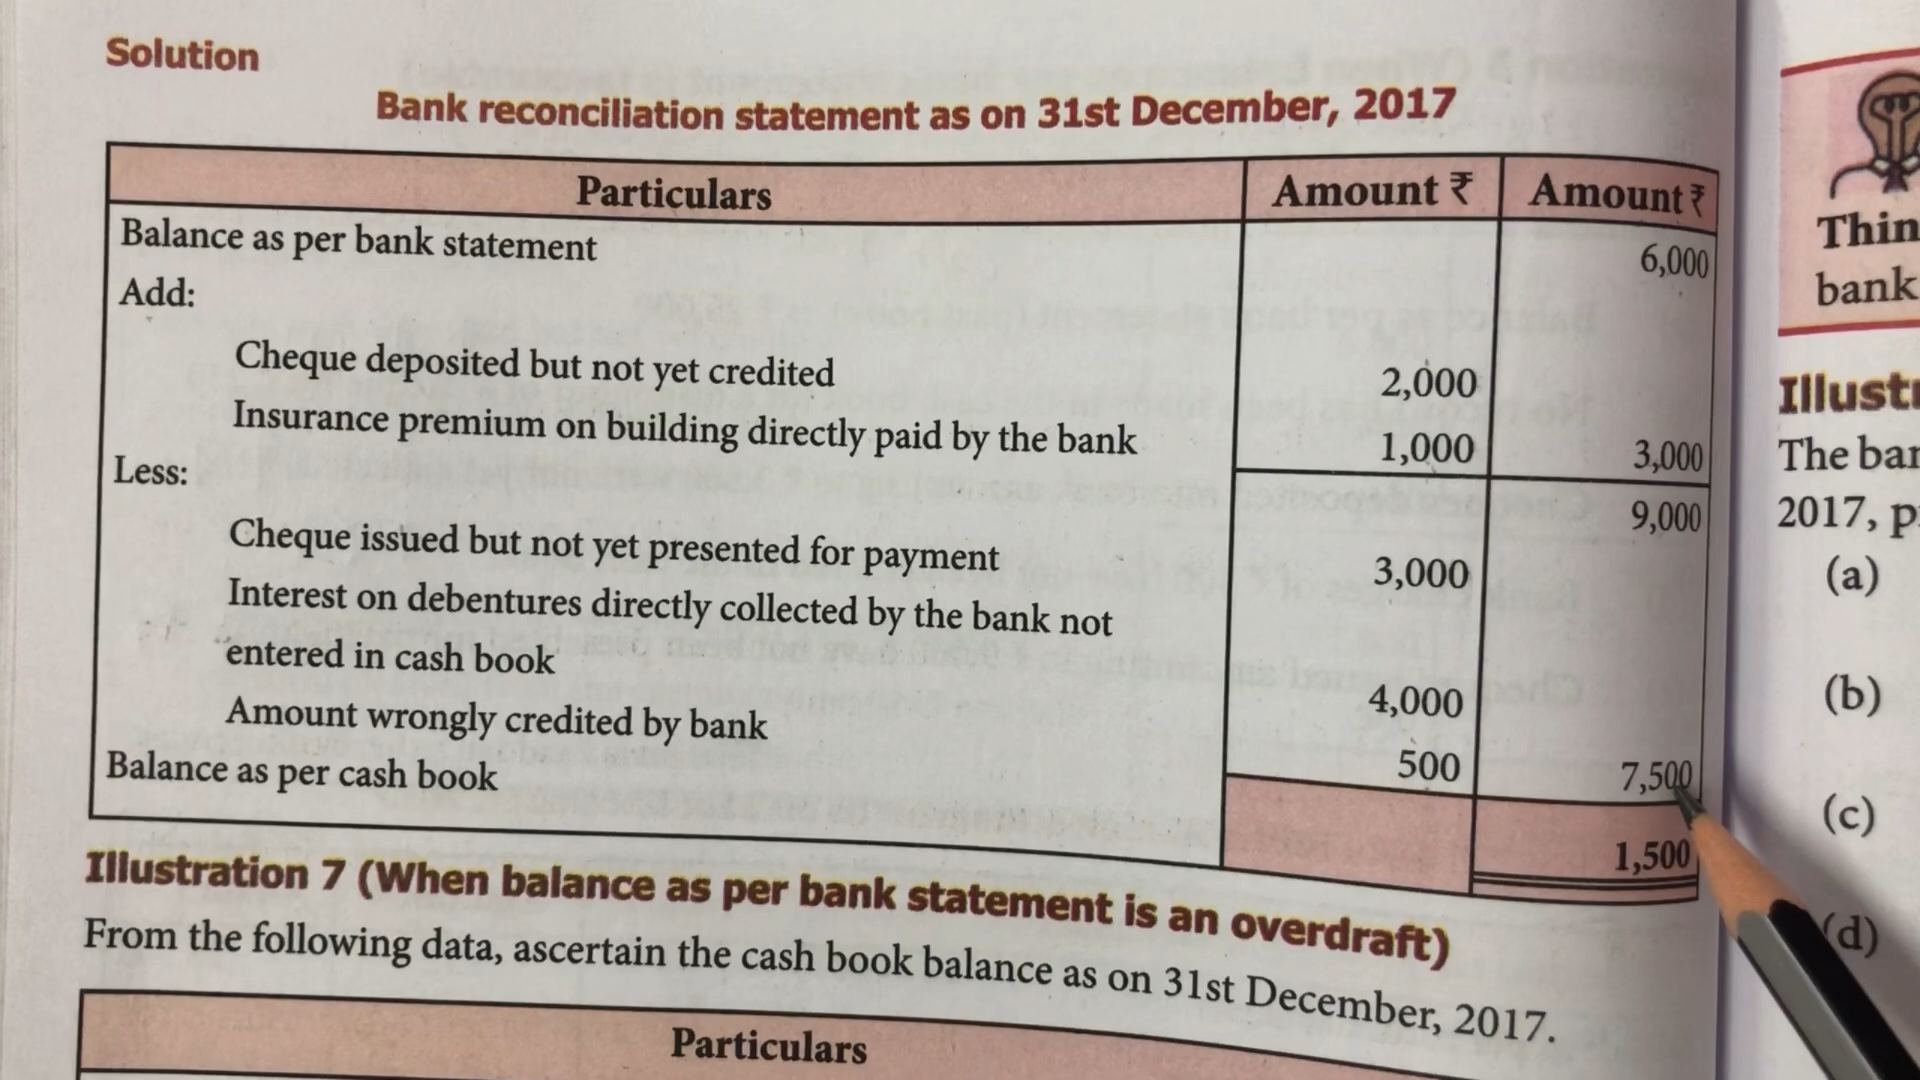 Solution
Bank reconciliation statement as on 31st December, 2017
Particulars Amount ₹ Amount ₹
Balance as per bank statement 6,000
Add:
Cheque deposited but not yet credited 2,000
Insurance premium on building directly paid by the bank 1,000 3,000
Less: 9,000
Cheque issued but not yet presented for payment 3,000
Interest on debentures directly collected by the bank not
entered in cash book 4,000
Amount wrongly credited by bank 500 7,500
Balance as per cash book 1,500
Illustration 7 (When balance as per bank statement is an overdraft)
From the following data, ascertain the cash book balance as on 31st December, 2017.
Particulars
Thin
bank
Illustr
The ban
2017, p
(a)
(b)
(c)
(d)